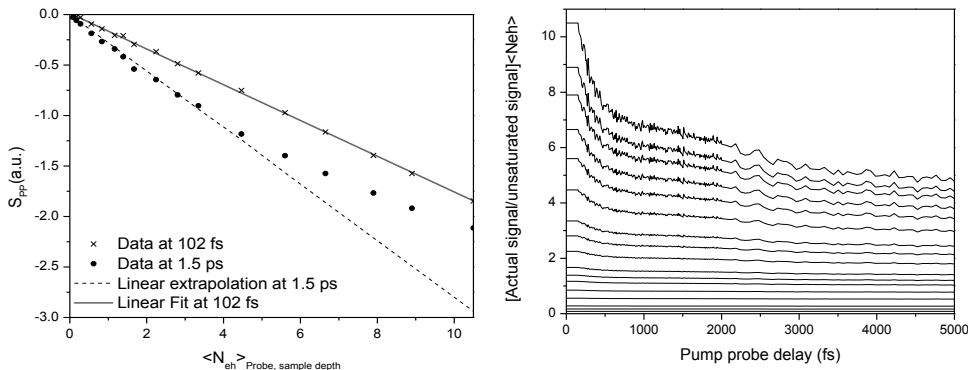 0.0
-0.5
-1.0
-1.5
-2.0
-2.5
-3.0
S_PP(a.u.)
× Data at 102 fs
• Data at 1.5 ps
Linear extrapolation at 1.5 ps
Linear Fit at 102 fs
0 2 4 6 8 10
<N_eh>_Probe, sample depth
10
8
6
4
2
0
[Actual signal/unsaturated signal]<Neh>
0 1000 2000 3000 4000 5000
Pump probe delay (fs)